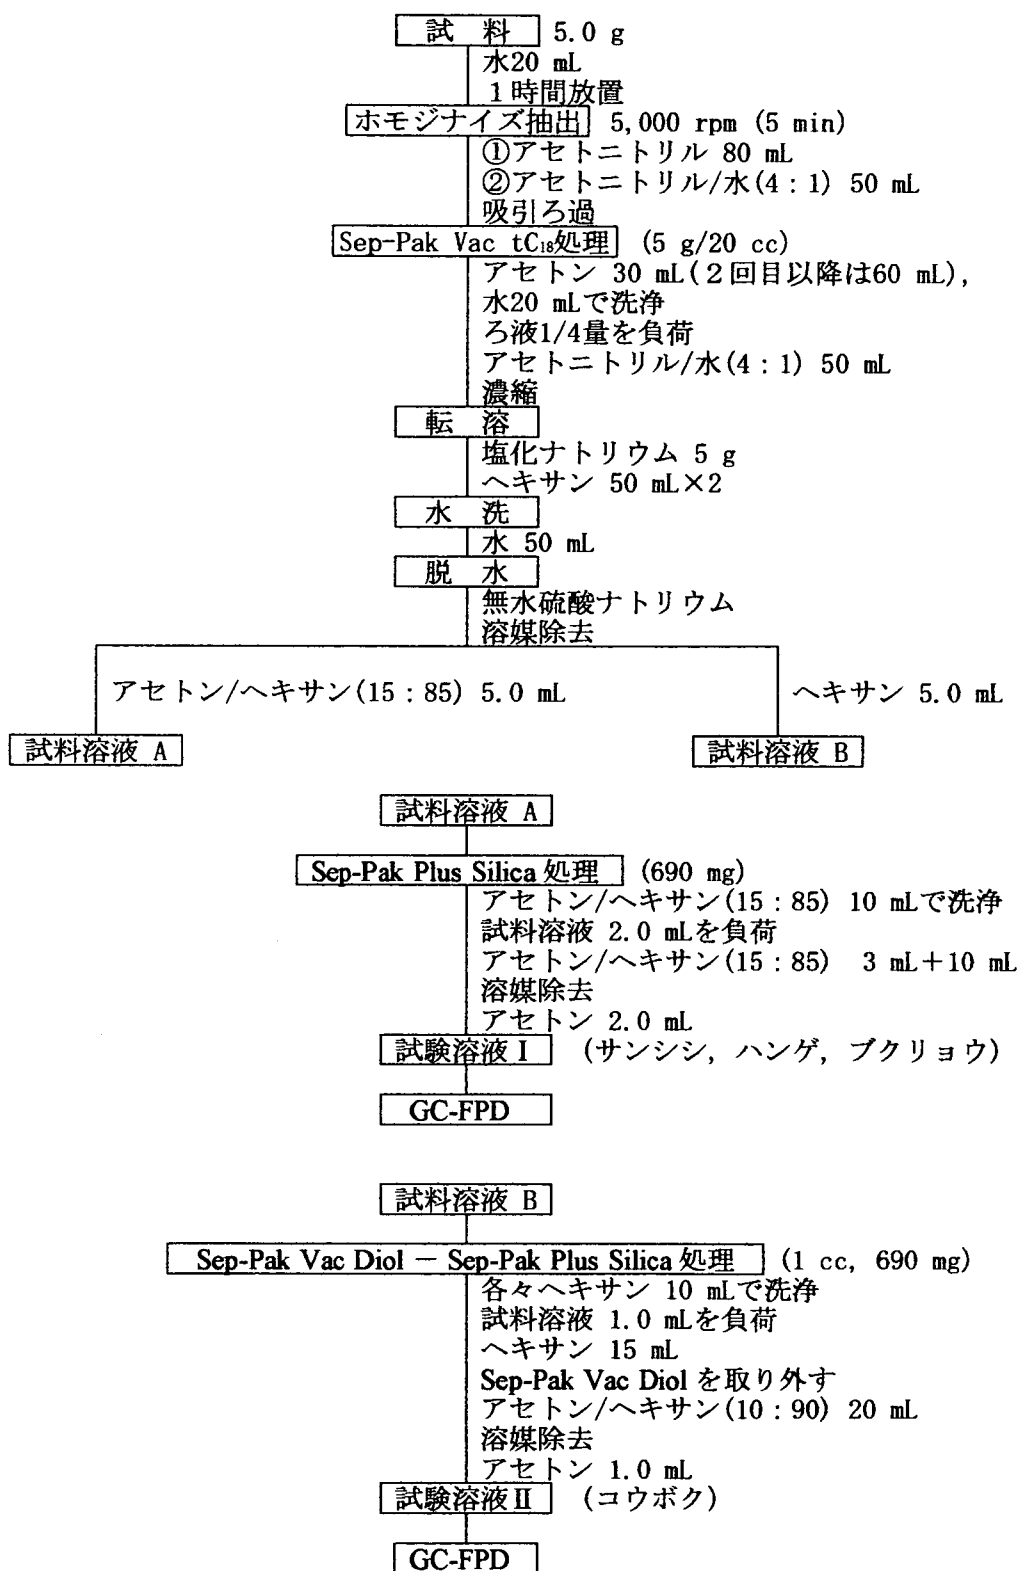 試 料 5.0 g
水20 mL
１時間放置
ホモジナイズ抽出 5,000 rpm (5 min)
①アセトニトリル 80 mL
②アセトニトリル/水(4：1) 50 mL
吸引ろ過
Sep-Pak Vac tC₁₈処理 (5 g/20 cc)
アセトン 30 mL(２回目以降は60 mL),
水20 mLで洗浄
ろ液1/4量を負荷
アセトニトリル/水(4：1) 50 mL
濃縮
転 溶
塩化ナトリウム 5 g
ヘキサン 50 mL×2
水 洗
水 50 mL
脱 水
無水硫酸ナトリウム
溶媒除去
アセトン/ヘキサン(15：85) 5.0 mL ヘキサン 5.0 mL
試料溶液 A 試料溶液 B
試料溶液 A
Sep-Pak Plus Silica 処理 (690 mg)
アセトン/ヘキサン(15：85) 10 mLで洗浄
試料溶液 2.0 mLを負荷
アセトン/ヘキサン(15：85) 3 mL＋10 mL
溶媒除去
アセトン 2.0 mL
試験溶液Ⅰ (サンシシ, ハンゲ, ブクリョウ)
GC-FPD
試料溶液 B
Sep-Pak Vac Diol － Sep-Pak Plus Silica 処理 (1 cc, 690 mg)
各々ヘキサン 10 mLで洗浄
試料溶液 1.0 mLを負荷
ヘキサン 15 mL
Sep-Pak Vac Diol を取り外す
アセトン/ヘキサン(10：90) 20 mL
溶媒除去
アセトン 1.0 mL
試験溶液Ⅱ (コウボク)
GC-FPD